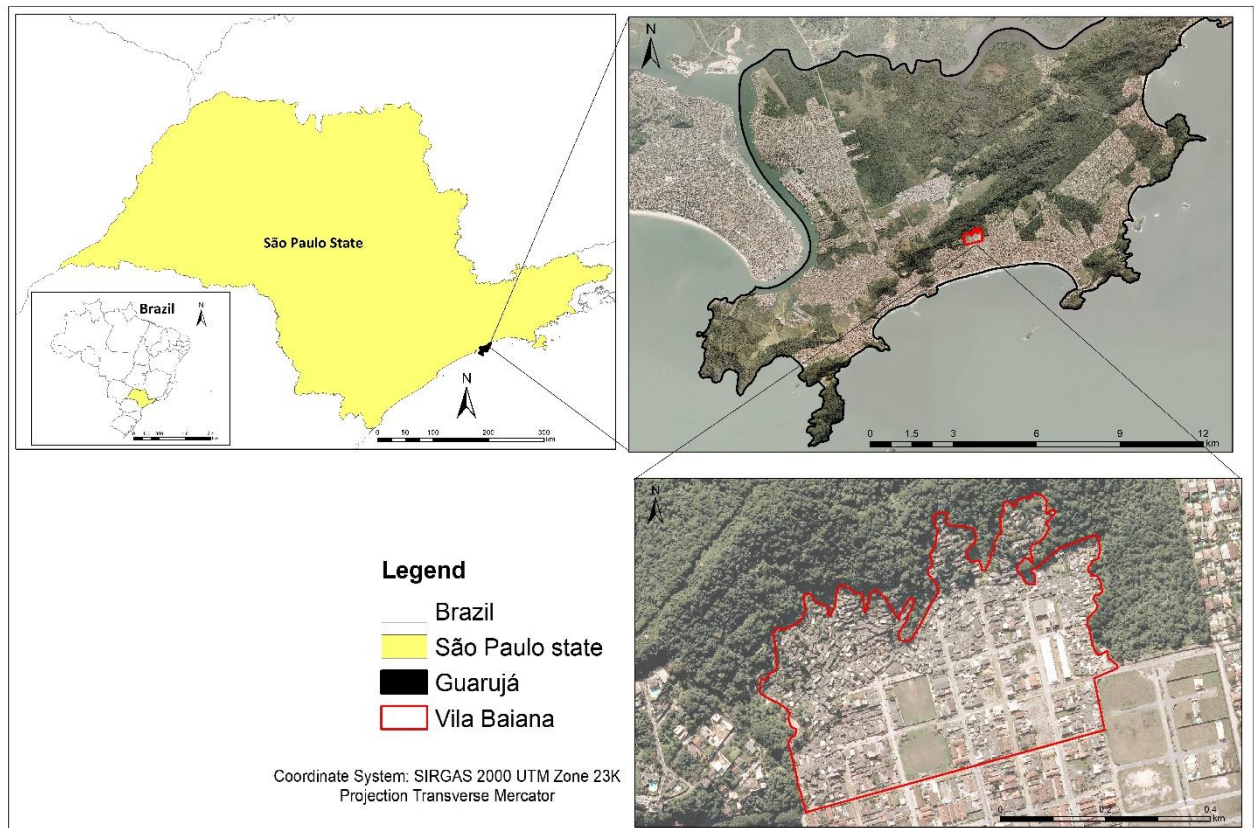 N
São Paulo State
Brazil
N
N
0 50 100 200 300
km
N
0 1.5 3 6 9 12
km
N
0 0.2 0.4
km
Legend
Brazil
São Paulo state
Guarujá
Vila Baiana
Coordinate System: SIRGAS 2000 UTM Zone 23K
Projection Transverse Mercator